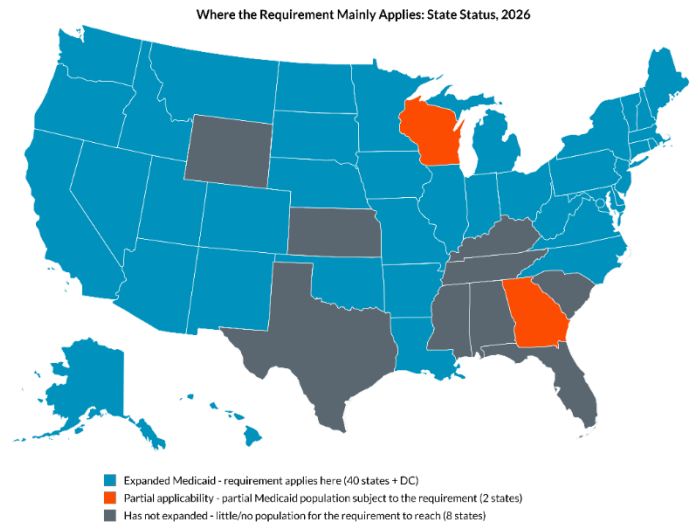 Where the Requirement Mainly Applies: State Status, 2026
Expanded Medicaid - requirement applies here (40 states + DC)
Partial applicability - partial Medicaid population subject to the requirement (2 states)
Has not expanded - little/no population for the requirement to reach (8 states)